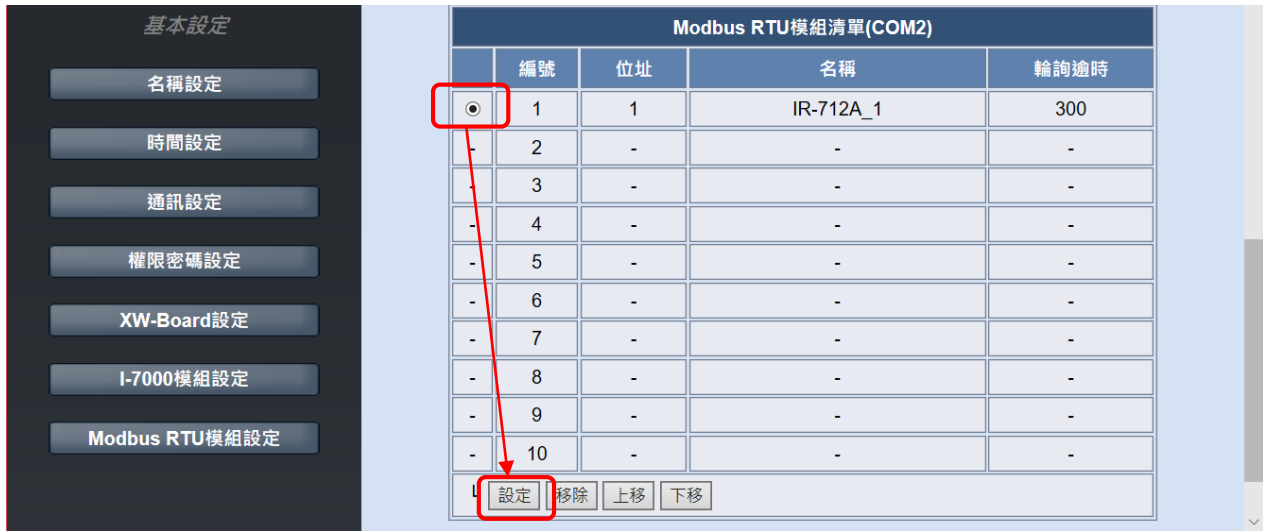 基本設定
名稱設定
時間設定
通訊設定
權限密碼設定
XW-Board設定
I-7000模組設定
Modbus RTU模組設定
Modbus RTU模組清單(COM2)
編號 位址 名稱 輪詢逾時
1 1 IR-712A_1 300
- 2 - - -
- 3 - - -
- 4 - - -
- 5 - - -
- 6 - - -
- 7 - - -
- 8 - - -
- 9 - - -
- 10 - - -
設定 移除 上移 下移